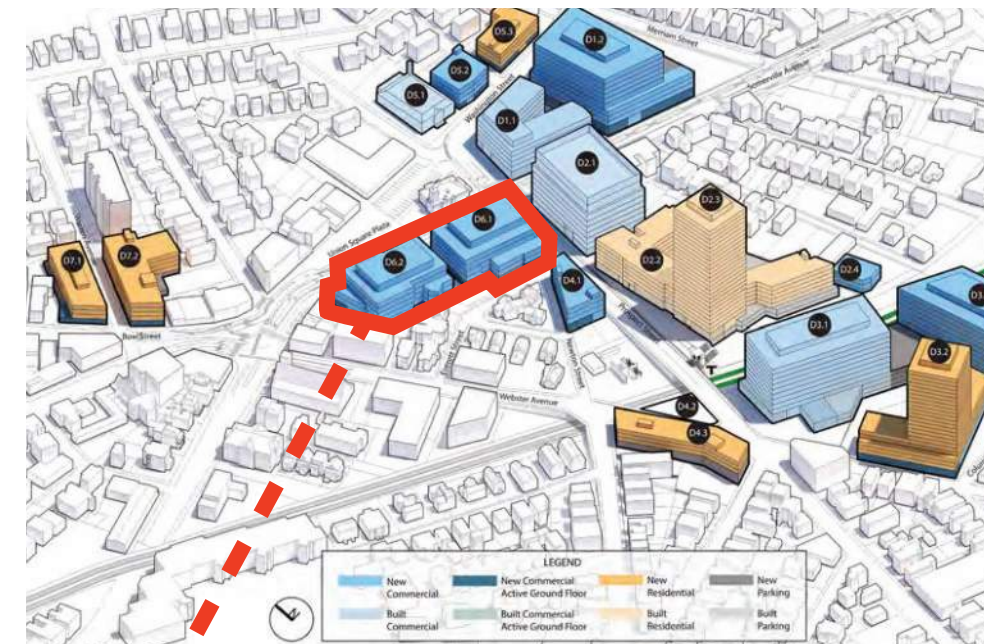 D5.3
D1.2
Merriam Street
D5.2
D5.1
Washington Street
Somerville Avenue
D1.1
D2.1
D2.3
D6.1
Union Square Plaza
D6.2
D7.1
D7.2
D2.2
D2.4
D4.1
Prospect Street
D3.1
D3.
D3.2
Bow Street
Newton Street
T
Webster Avenue
D4.2
D4.3
LEGEND
New Commercial
New Commercial Active Ground Floor
New Residential
New Parking
Built Commercial
Built Commercial Active Ground Floor
Built Residential
Built Parking
N